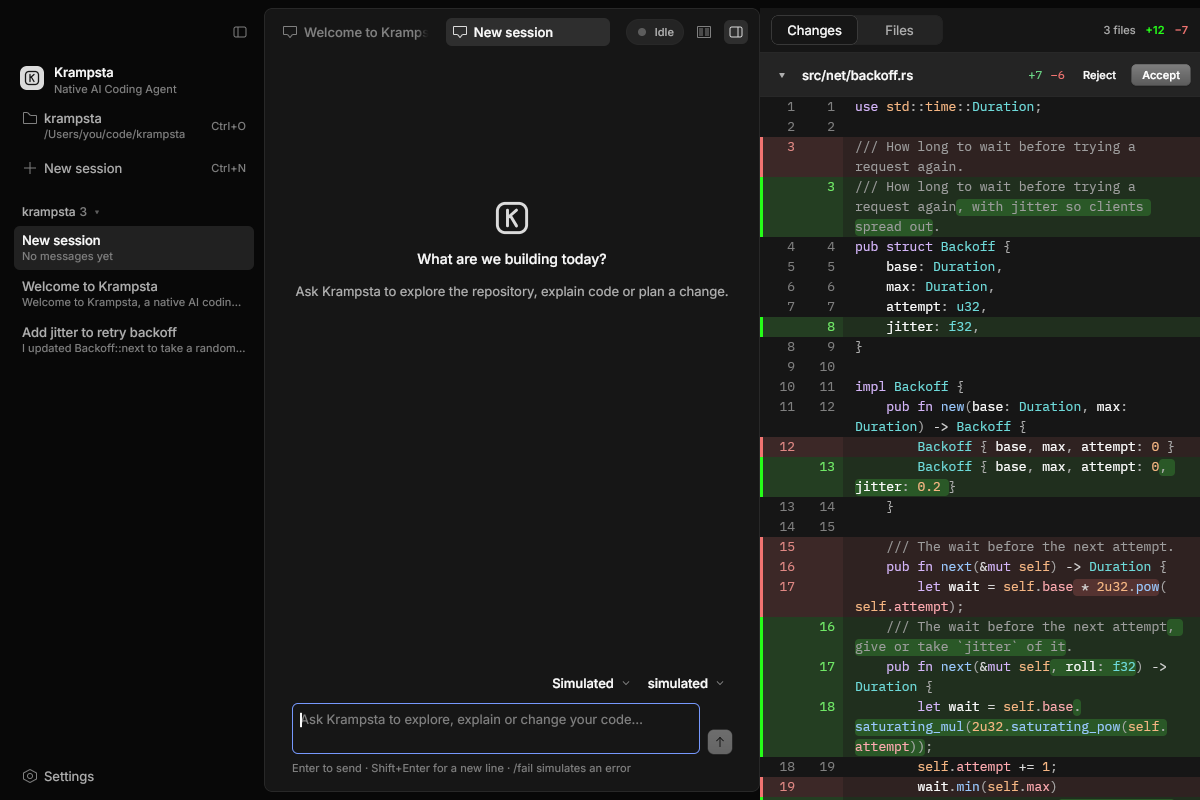 Krampsta
Native AI Coding Agent
krampsta
/Users/you/code/krampsta
Ctrl+O
New session
Ctrl+N
krampsta 3
New session
No messages yet
Welcome to Krampsta
Welcome to Krampsta, a native AI codin...
Add jitter to retry backoff
I updated Backoff::next to take a random...
Settings
Welcome to Kramps
New session
Idle
K
What are we building today?
Ask Krampsta to explore the repository, explain code or plan a change.
Simulated
simulated
Ask Krampsta to explore, explain or change your code...
Enter to send · Shift+Enter for a new line · /fail simulates an error
Changes
Files
3 files +12 −7
src/net/backoff.rs
+7 −6
Reject
Accept
1 1 use std::time::Duration;
2 2
3 /// How long to wait before trying a
request again.
3 /// How long to wait before trying a
request again, with jitter so clients
spread out.
4 4 pub struct Backoff {
5 5 base: Duration,
6 6 max: Duration,
7 7 attempt: u32,
8 jitter: f32,
8 9 }
9 10
10 11 impl Backoff {
11 12 pub fn new(base: Duration, max:
Duration) -> Backoff {
12 Backoff { base, max, attempt: 0 }
13 Backoff { base, max, attempt: 0,
jitter: 0.2 }
13 14 }
14 15
15 /// The wait before the next attempt.
16 pub fn next(&mut self) -> Duration {
17 let wait = self.base * 2u32.pow(
self.attempt);
16 /// The wait before the next attempt,
give or take `jitter` of it.
17 pub fn next(&mut self, roll: f32) ->
Duration {
18 let wait = self.base.
saturating_mul(2u32.saturating_pow(self.
attempt));
18 19 self.attempt += 1;
19 wait.min(self.max)